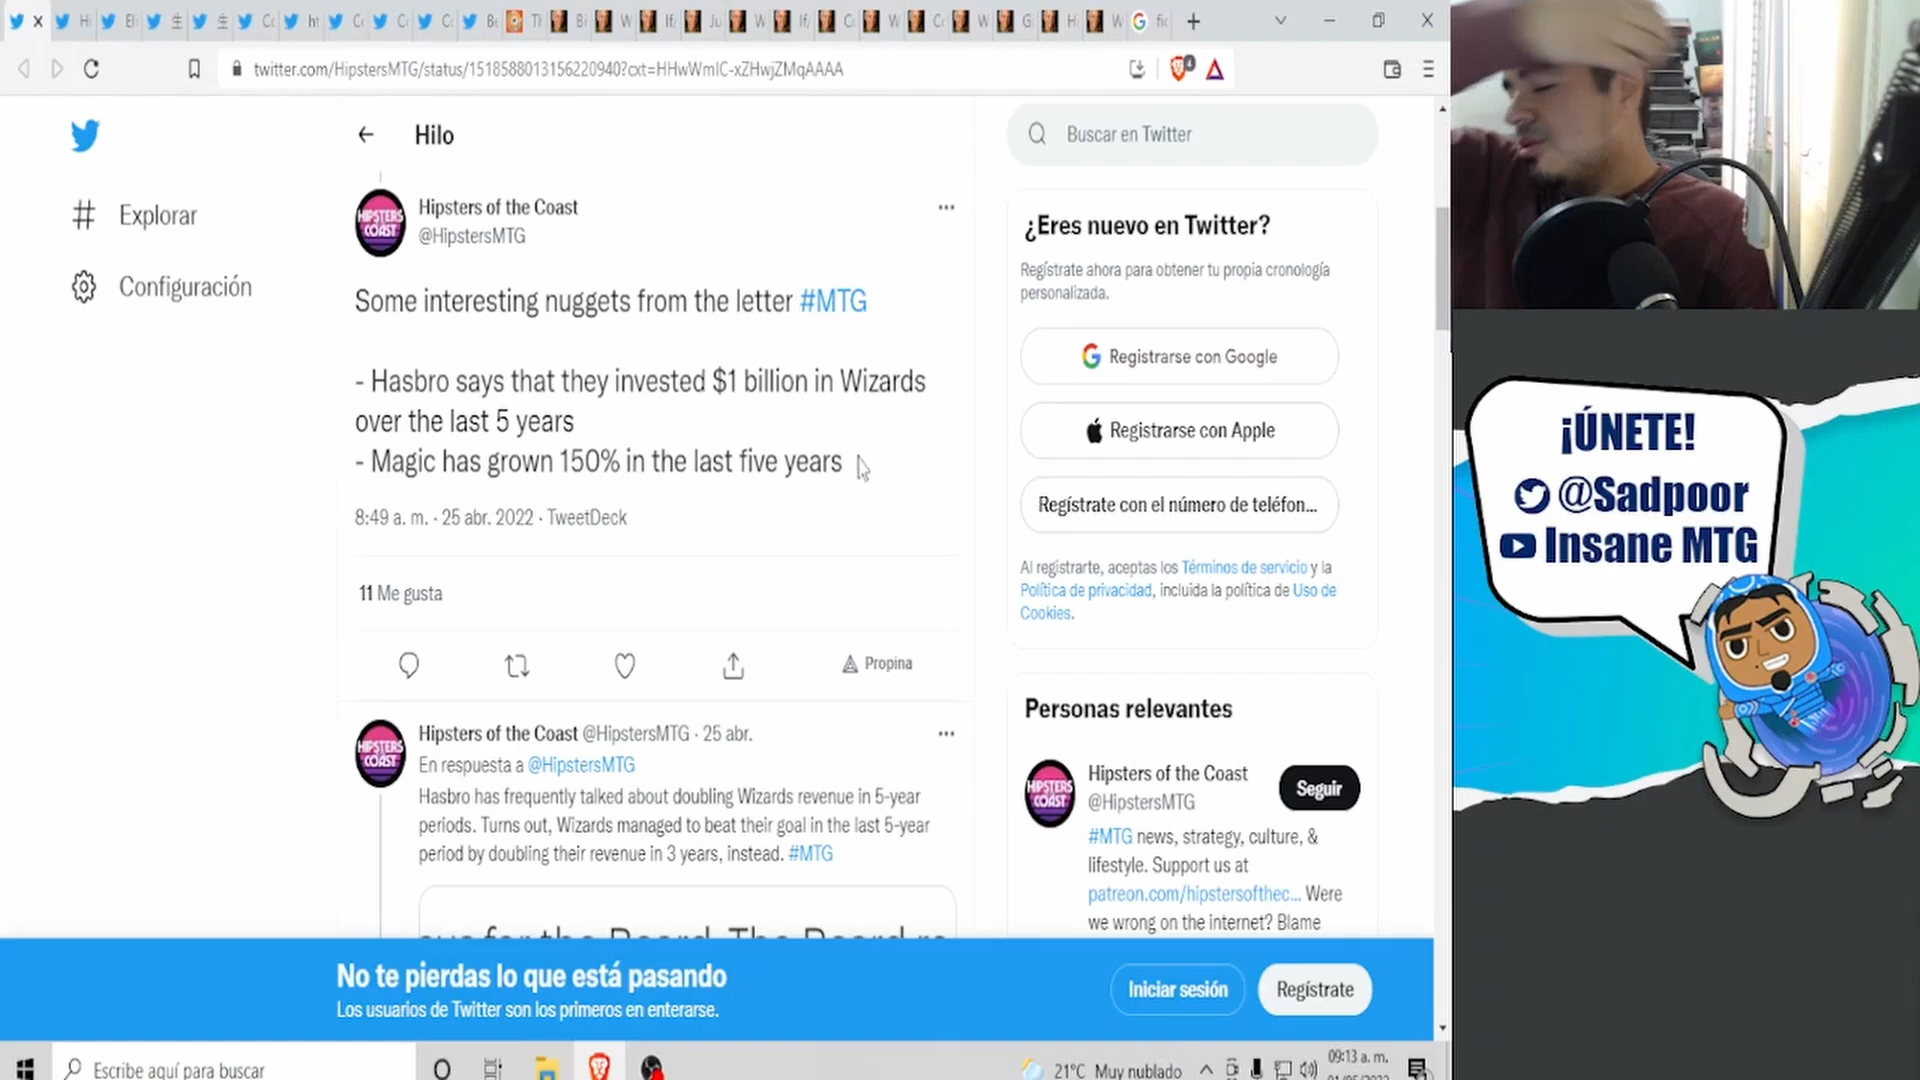 twitter.com/HipstersMTG/status/1518588013156220940?cxt=HHwWmIC-xZHwjZMqAAAA
4
Hilo
Explorar
Configuración
Hipsters of the Coast
@HipstersMTG
Some interesting nuggets from the letter #MTG
- Hasbro says that they invested $1 billion in Wizards
over the last 5 years
- Magic has grown 150% in the last five years
8:49 a. m. · 25 abr. 2022 · TweetDeck
11 Me gusta
Propina
Hipsters of the Coast @HipstersMTG · 25 abr.
En respuesta a @HipstersMTG
Hasbro has frequently talked about doubling Wizards revenue in 5-year
periods. Turns out, Wizards managed to beat their goal in the last 5-year
period by doubling their revenue in 3 years, instead. #MTG
Buscar en Twitter
¿Eres nuevo en Twitter?
Regístrate ahora para obtener tu propia cronología
personalizada.
Registrarse con Google
Registrarse con Apple
Regístrate con el número de teléfon...
Al registrarte, aceptas los Términos de servicio y la
Política de privacidad, incluida la política de Uso de
Cookies.
Personas relevantes
Hipsters of the Coast
@HipstersMTG
Seguir
#MTG news, strategy, culture, &
lifestyle. Support us at
patreon.com/hipstersofthec... Were
we wrong on the internet? Blame
No te pierdas lo que está pasando
Los usuarios de Twitter son los primeros en enterarse.
Iniciar sesión
Regístrate
Escribe aquí para buscar
21°C Muy nublado
09:13 a. m.
¡ÚNETE!
@Sadpoor
Insane MTG